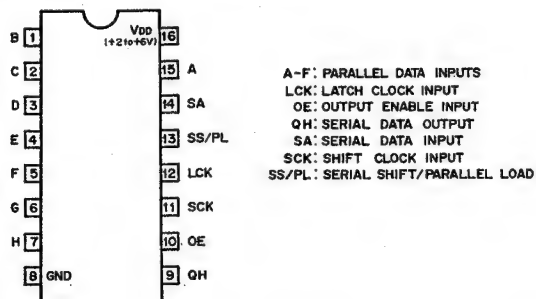 B 1
C 2
D 3
E 4
F 5
G 6
H 7
8 GND
VDD 16
(+2 to +6V)
15 A
14 SA
13 SS/PL
12 LCK
11 SCK
10 OE
9 QH
A-F: PARALLEL DATA INPUTS
LCK: LATCH CLOCK INPUT
OE: OUTPUT ENABLE INPUT
QH: SERIAL DATA OUTPUT
SA: SERIAL DATA INPUT
SCK: SHIFT CLOCK INPUT
SS/PL: SERIAL SHIFT/PARALLEL LOAD